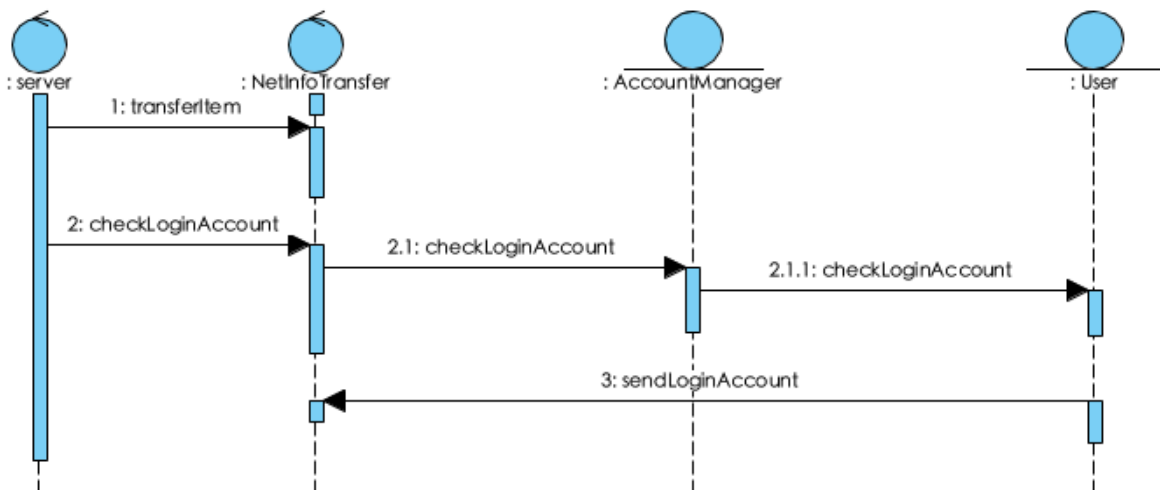 : server
: NetInfoTransfer
: AccountManager
: User
1: transferItem
2: checkLoginAccount
2.1: checkLoginAccount
2.1.1: checkLoginAccount
3: sendLoginAccount